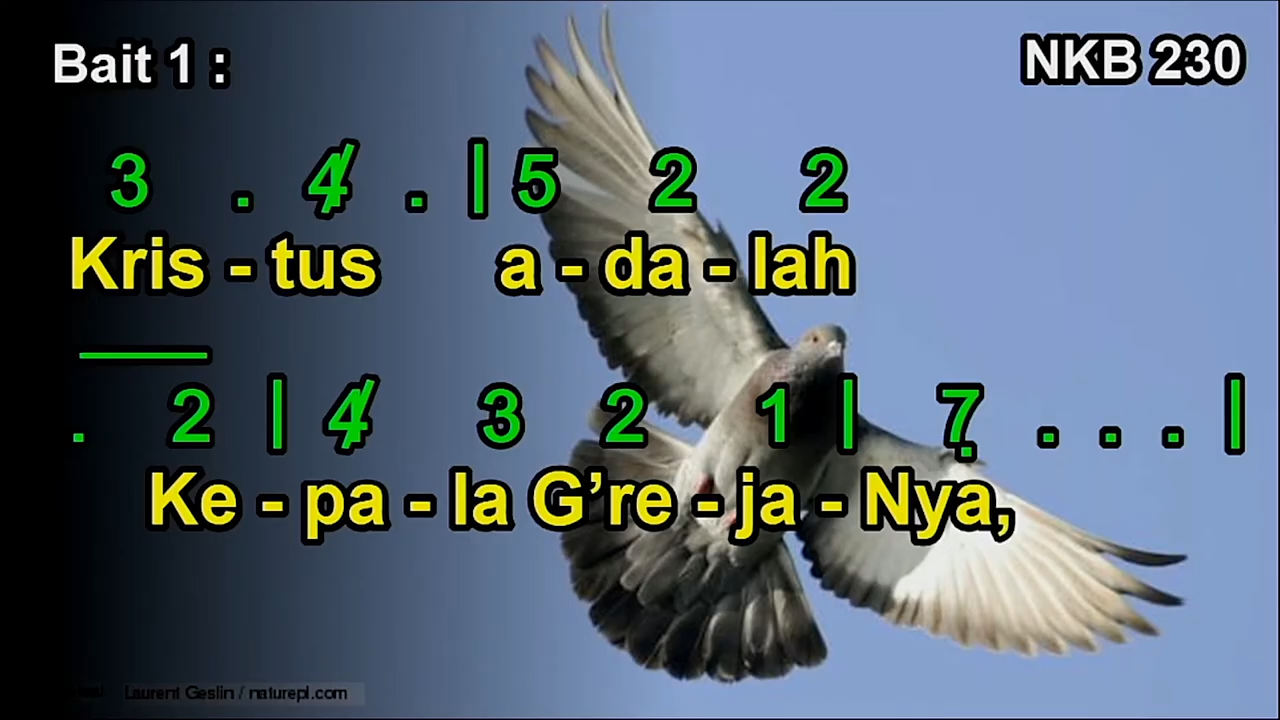 Bait 1 :
NKB 230
3 . 4̸ . | 5 2 2
Kris - tus a - da - lah
. 2 | 4̸ 3 2 1 | 7̣ . . . |
Ke - pa - la G’re - ja - Nya,
Laurent Geslin / naturepl.com